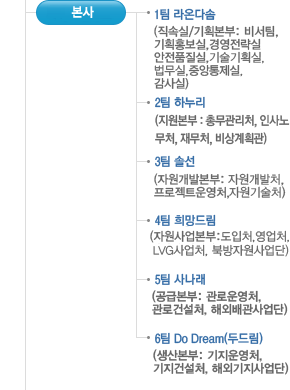 본사
1팀 라온다솜
(직속실/기획본부: 비서팀,
기획홍보실,경영전략실
안전품질실,기술기획실,
법무실,중앙통제실,
감사실)
2팀 하누리
(지원본부 : 총무관리처, 인사노
무처, 재무처, 비상계획관)
3팀 솔선
(자원개발본부: 자원개발처,
프로젝트운영처,자원기술처)
4팀 희망드림
(자원사업본부:도입처,영업처,
LVG사업처, 북방자원사업단)
5팀 사나래
(공급본부: 관로운영처,
관로건설처, 해외배관사업단)
6팀 Do Dream(두드림)
(생산본부: 기지운영처,
기지건설처, 해외기지사업단)